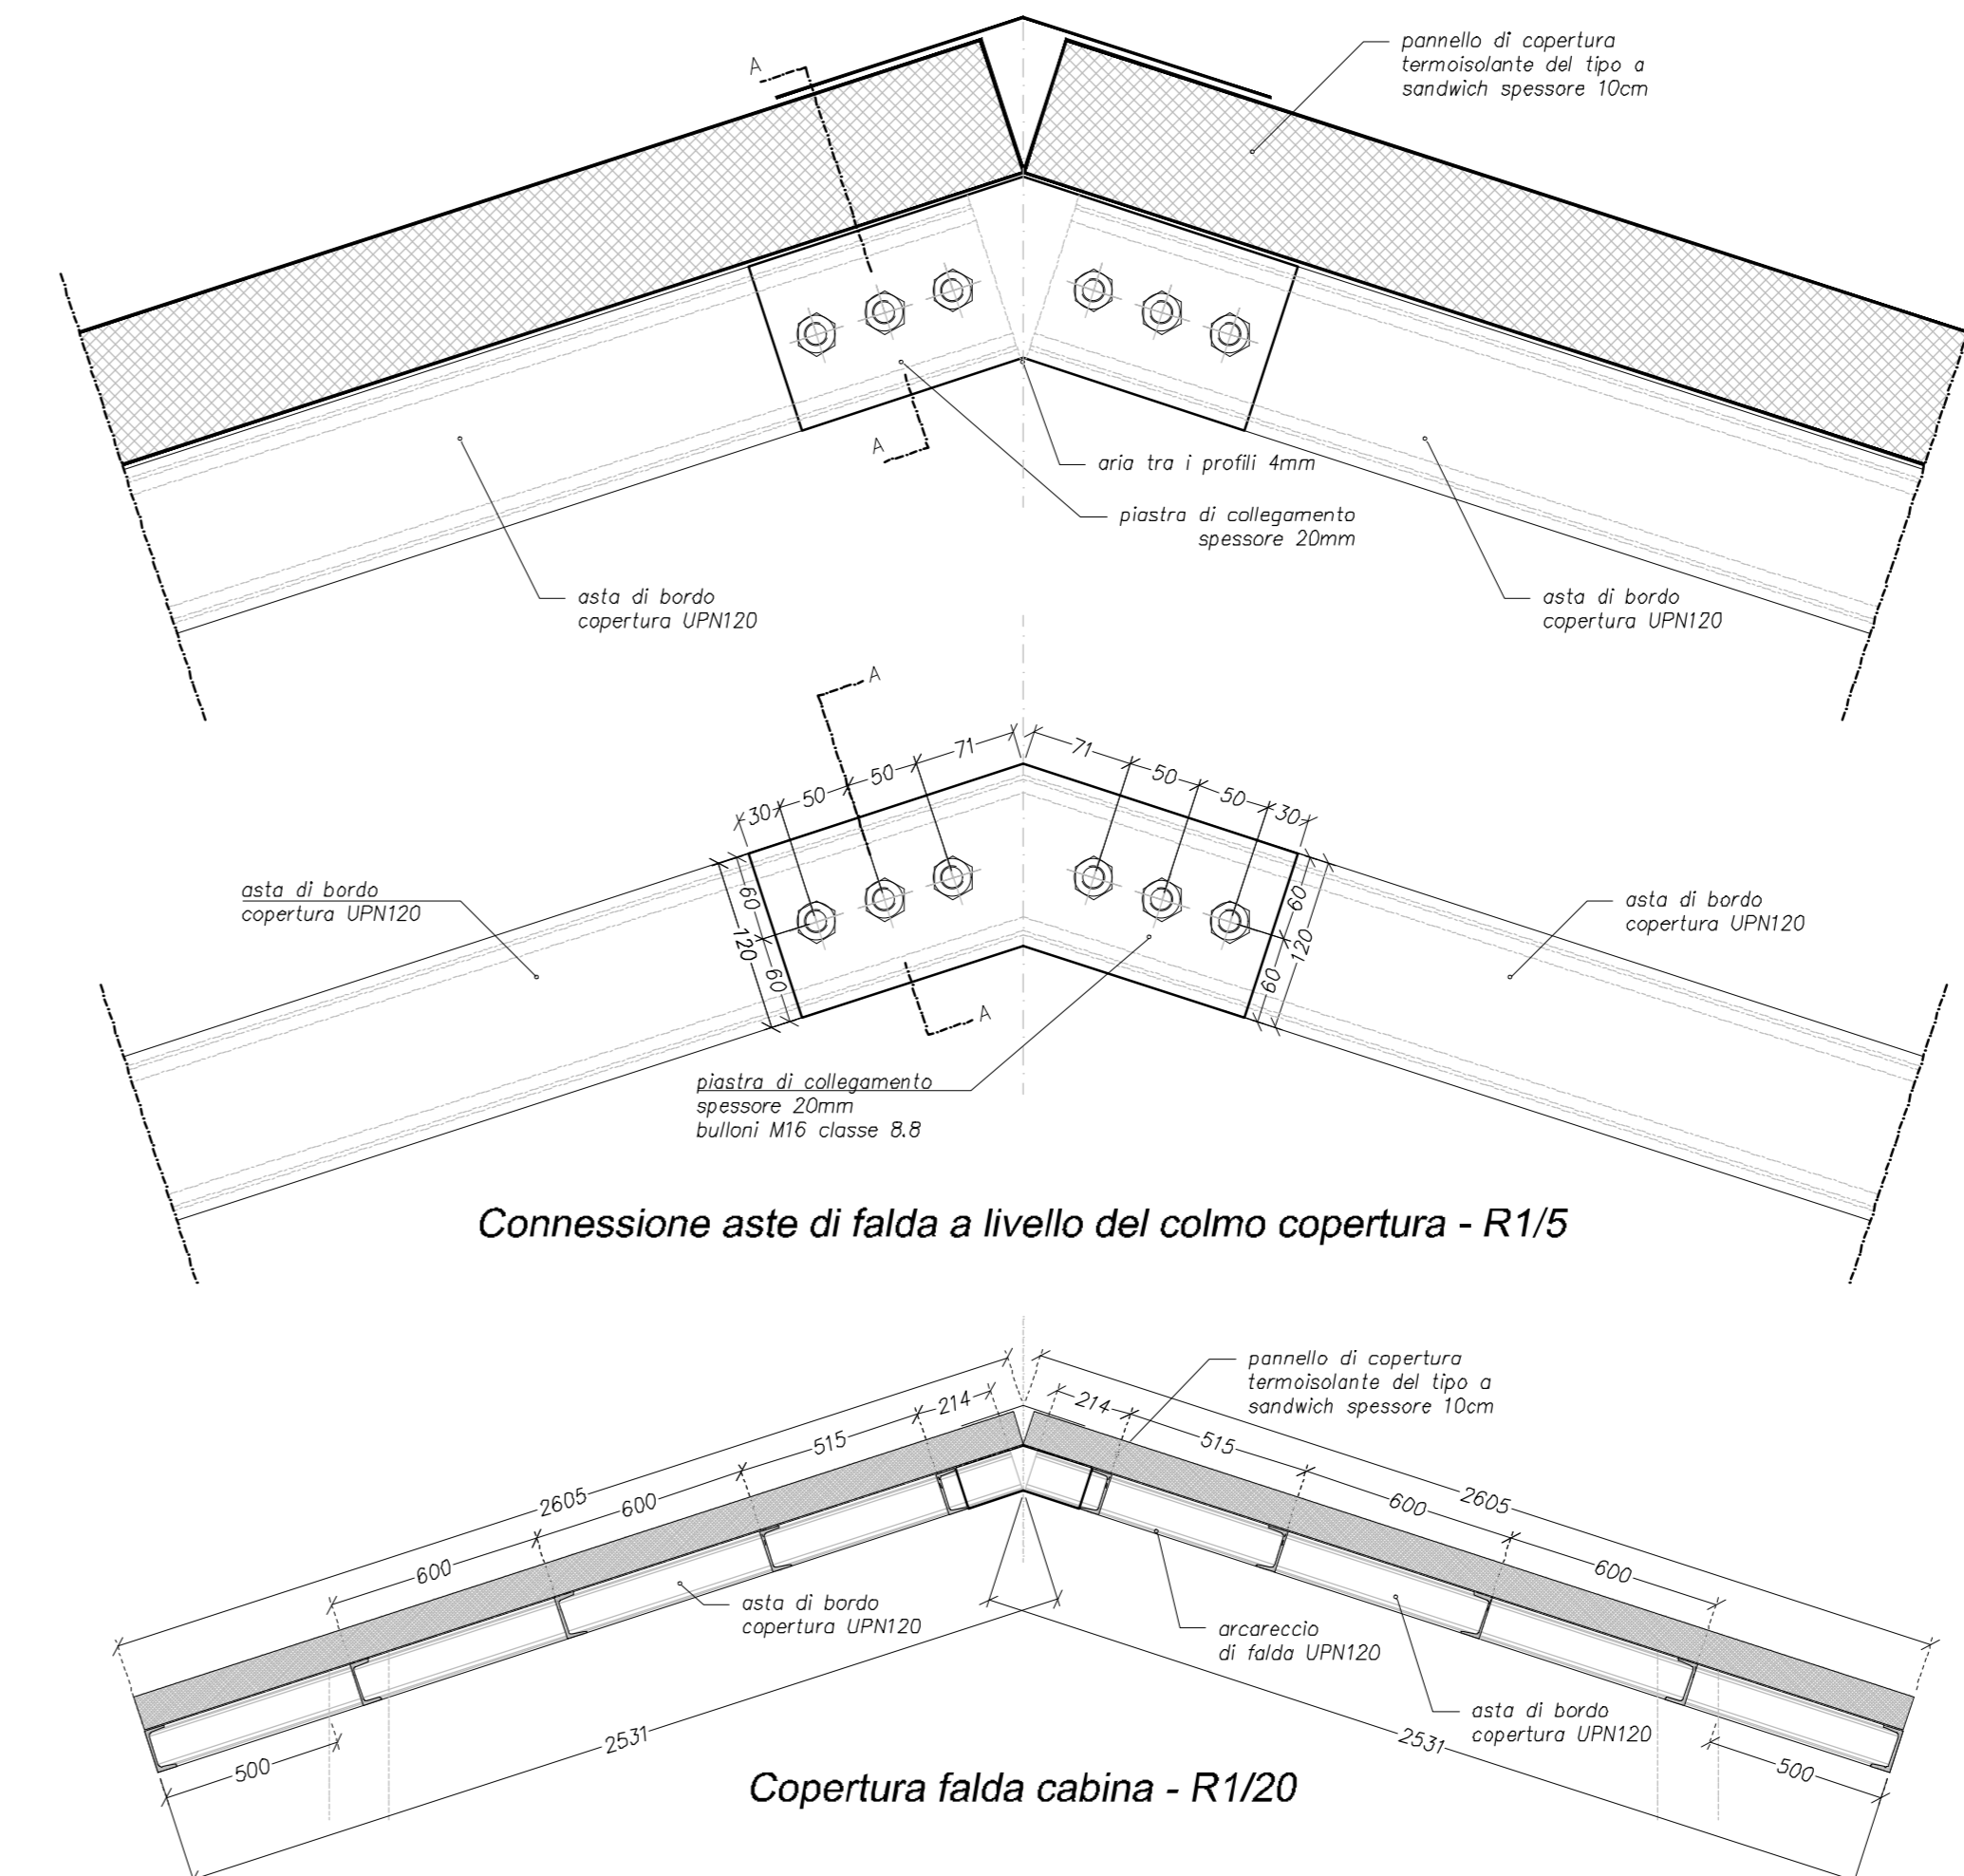 pannello di copertura
termoisolante del tipo a
sandwich spessore 10cm
A
A
aria tra i profili 4mm
piastra di collegamento
spessore 20mm
asta di bordo
copertura UPN120
asta di bordo
copertura UPN120
A
71
50
50
30
71
50
50
30
60
120
60
60
120
60
asta di bordo
copertura UPN120
asta di bordo
copertura UPN120
A
piastra di collegamento
spessore 20mm
bulloni M16 classe 8.8
Connessione aste di falda a livello del colmo copertura - R1/5
pannello di copertura
termoisolante del tipo a
sandwich spessore 10cm
214
515
600
600
2605
214
515
600
600
2605
asta di bordo
copertura UPN120
arcareccio
di falda UPN120
asta di bordo
copertura UPN120
500
2531
2531
500
Copertura falda cabina - R1/20